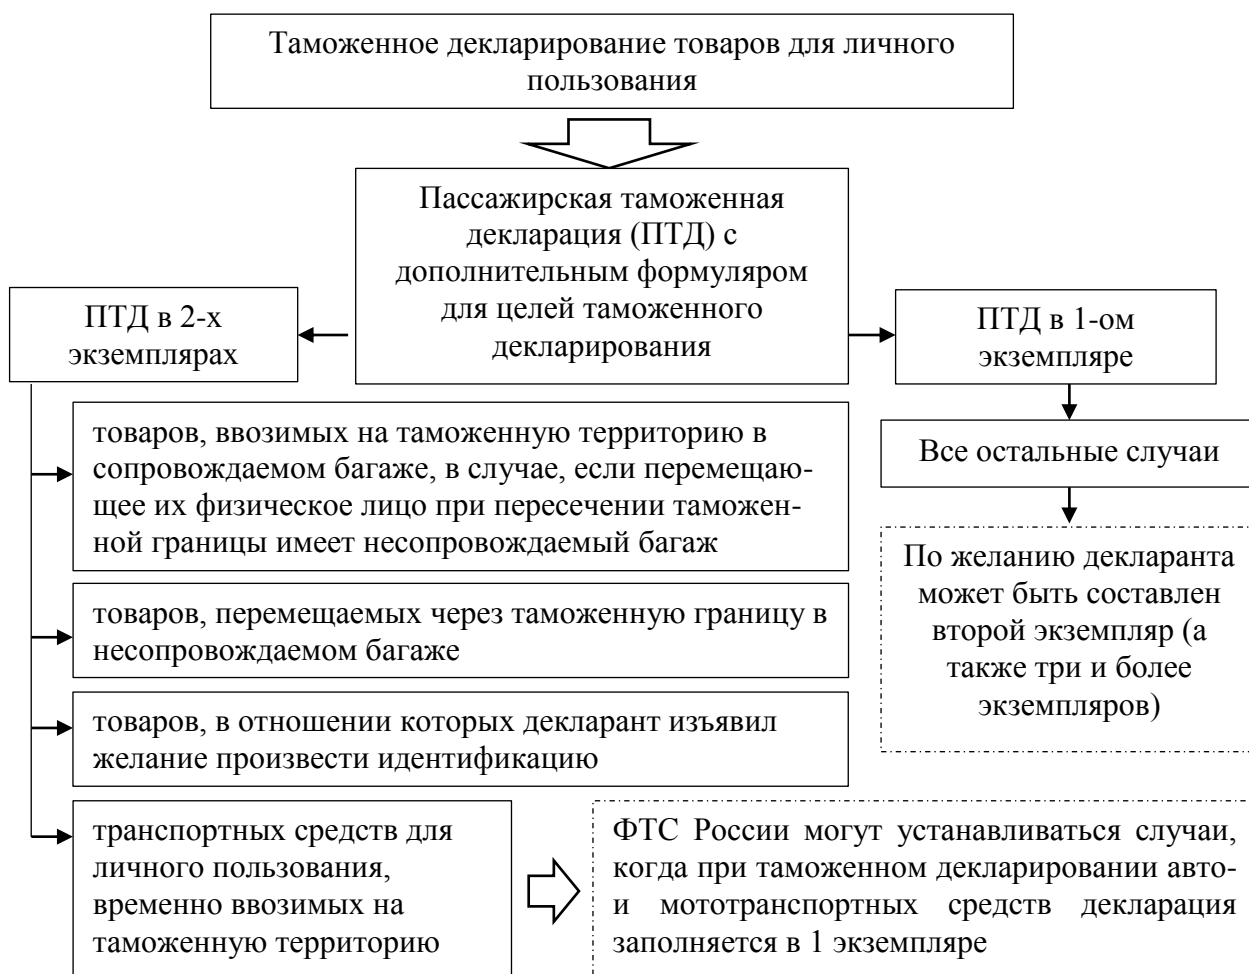 Таможенное декларирование товаров для личного
пользования
Пассажирская таможенная
декларация (ПТД) с
дополнительным формуляром
для целей таможенного
декларирования
ПТД в 2-х
экземплярах
ПТД в 1-ом
экземпляре
товаров, ввозимых на таможенную территорию в
сопровождаемом багаже, в случае, если перемещаю-
щее их физическое лицо при пересечении таможен-
ной границы имеет несопровождаемый багаж
товаров, перемещаемых через таможенную границу в
несопровождаемом багаже
товаров, в отношении которых декларант изъявил
желание произвести идентификацию
транспортных средств для
личного пользования,
временно ввозимых на
таможенную территорию
ФТС России могут устанавливаться случаи,
когда при таможенном декларировании авто-
и мототранспортных средств декларация
заполняется в 1 экземпляре
Все остальные случаи
По желанию декларанта
может быть составлен
второй экземпляр (а
также три и более
экземпляров)